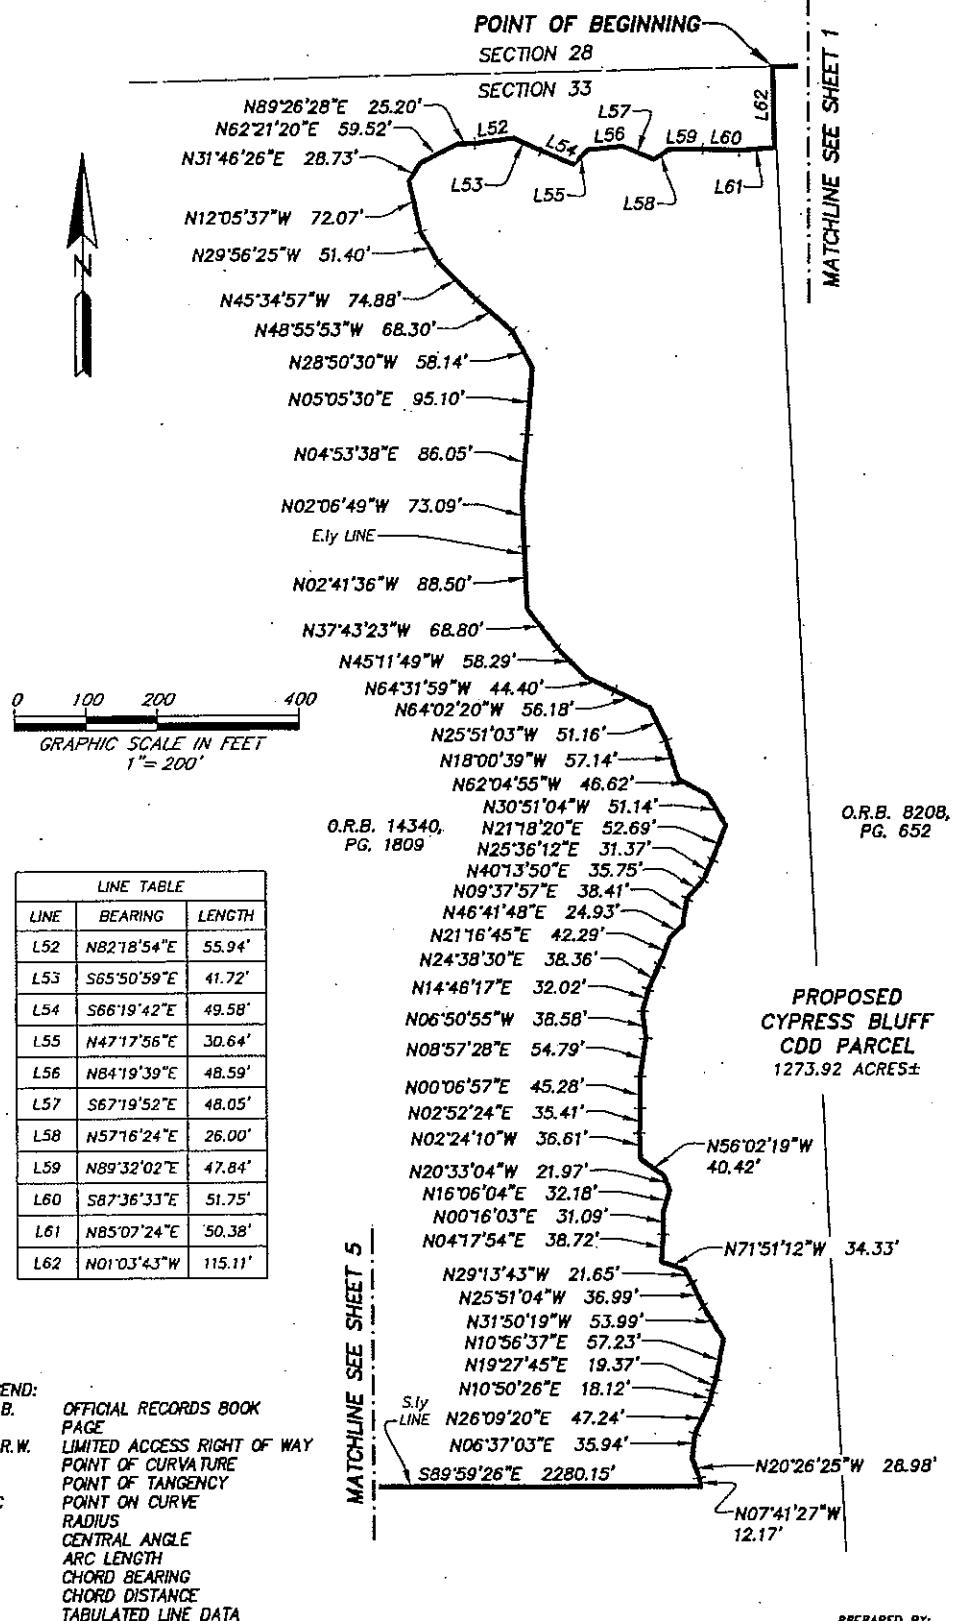 POINT OF BEGINNING
SECTION 28
SECTION 33
MATCHLINE SEE SHEET 1
L62
N89°26'28"E 25.20'
N62°21'20"E 59.52'
N31°46'26"E 28.73'
L52
L53
L54
L55
L56
L57
L58
L59
L60
L61
N12°05'37"W 72.07'
N29°56'25"W 51.40'
N
N45°34'57"W 74.88'
N48°55'53"W 68.30'
N28°50'30"W 58.14'
N05°05'30"E 95.10'
N04°53'38"E 86.05'
N02°06'49"W 73.09'
E.ly LINE
N02°41'36"W 88.50'
N37°43'23"W 68.80'
N45°11'49"W 58.29'
N64°31'59"W 44.40'
N64°02'20"W 56.18'
N25°51'03"W 51.16'
N18°00'39"W 57.14'
N62°04'55"W 46.62'
N30°51'04"W 51.14'
0 100 200 400
GRAPHIC SCALE IN FEET
1"= 200'
O.R.B. 14340,
PG. 1809
O.R.B. 8208,
PG. 652
N21°18'20"E 52.69'
N25°36'12"E 31.37'
N40°13'50"E 35.75'
N09°37'57"E 38.41'
N46°41'48"E 24.93'
N21°16'45"E 42.29'
N24°38'30"E 38.36'
N14°46'17"E 32.02'
N06°50'55"W 38.58'
N08°57'28"E 54.79'
N00°06'57"E 45.28'
N02°52'24"E 35.41'
N02°24'10"W 36.61'
N56°02'19"W
40.42'
N20°33'04"W 21.97'
N16°06'04"E 32.18'
N00°16'03"E 31.09'
N04°17'54"E 38.72'
N71°51'12"W 34.33'
N29°13'43"W 21.65'
N25°51'04"W 36.99'
N31°50'19"W 53.99'
N10°56'37"E 57.23'
N19°27'45"E 19.37'
N10°50'26"E 18.12'
N26°09'20"E 47.24'
N06°37'03"E 35.94'
N20°26'25"W 28.98'
N07°41'27"W
12.17'
S.ly
LINE
S89°59'26"E 2280.15'
MATCHLINE SEE SHEET 5
PROPOSED
CYPRESS BLUFF
CDD PARCEL
1273.92 ACRES±
LINE TABLE
LINE BEARING LENGTH
L52 N82°18'54"E 55.94'
L53 S65°50'59"E 41.72'
L54 S66°19'42"E 49.58'
L55 N47°17'56"E 30.64'
L56 N84°19'39"E 48.59'
L57 S67°19'52"E 48.05'
L58 N57°16'24"E 26.00'
L59 N89°32'02"E 47.84'
L60 S87°36'33"E 51.75'
L61 N85°07'24"E 50.38'
L62 N01°03'43"W 115.11'
END:
B. OFFICIAL RECORDS BOOK
PAGE
R.W. LIMITED ACCESS RIGHT OF WAY
POINT OF CURVATURE
POINT OF TANGENCY
C POINT ON CURVE
RADIUS
CENTRAL ANGLE
ARC LENGTH
CHORD BEARING
CHORD DISTANCE
TABULATED LINE DATA
PREPARED BY: